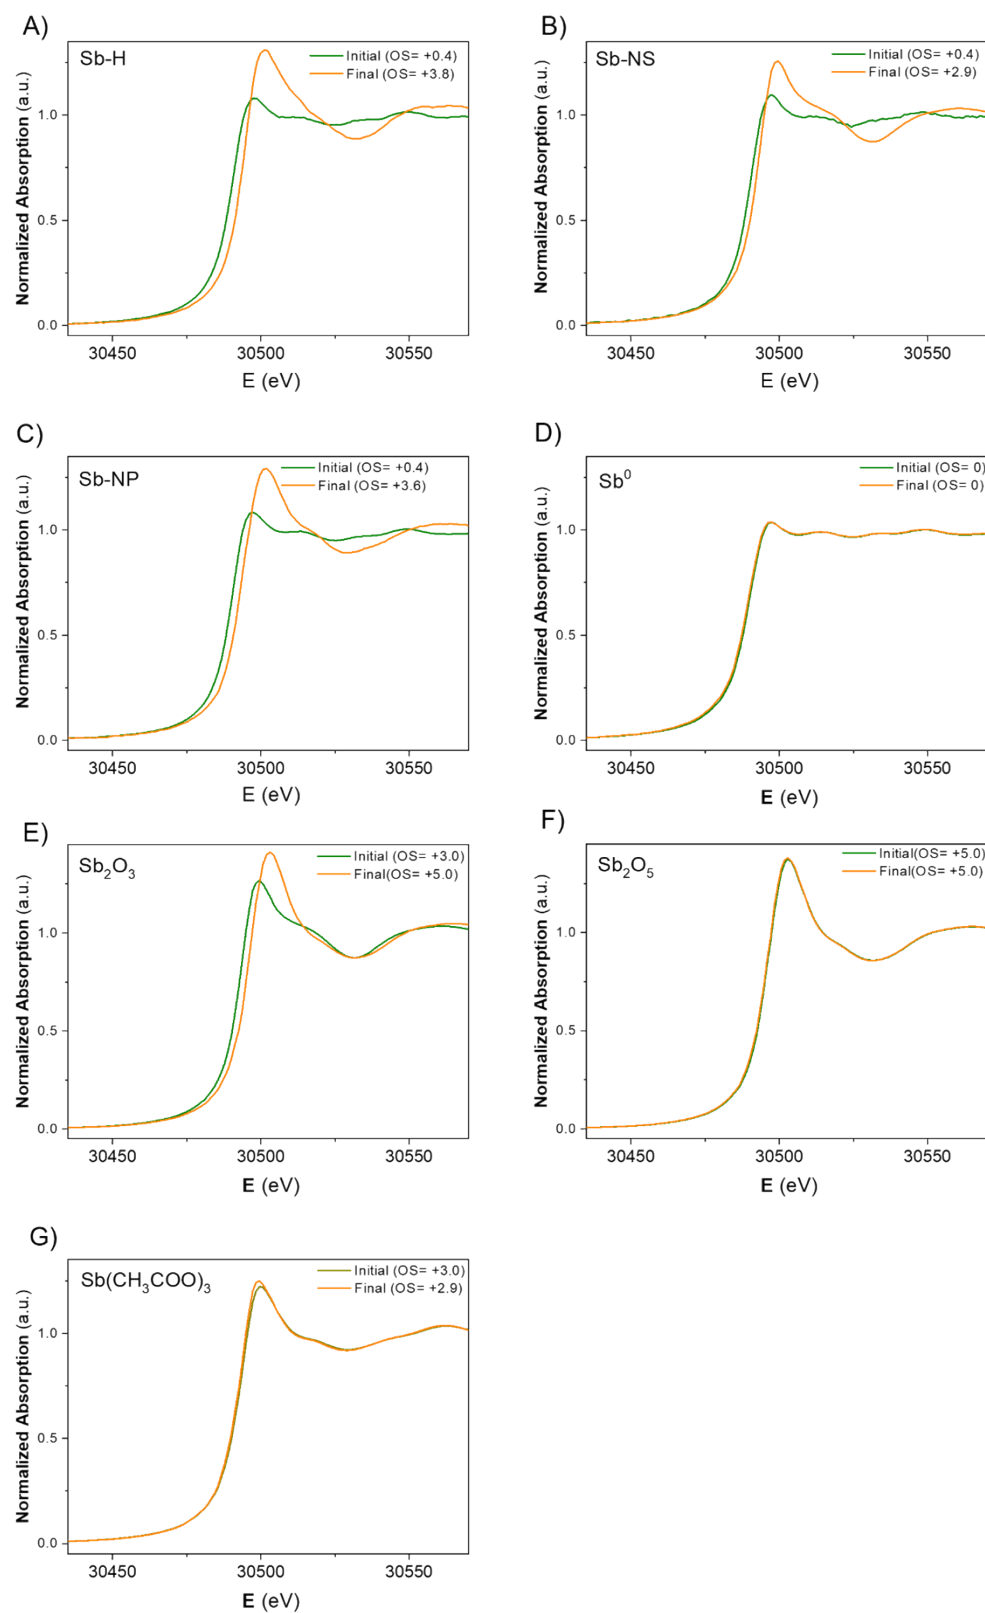 A)
Sb-H
Initial (OS= +0.4)
Final (OS= +3.8)
Normalized Absorption (a.u.)
1.0
0.5
0.0
30450
30500
30550
E (eV)
B)
Sb-NS
Initial (OS= +0.4)
Final (OS= +2.9)
Normalized Absorption (a.u.)
1.0
0.5
0.0
30450
30500
30550
E (eV)
C)
Sb-NP
Initial (OS= +0.4)
Final (OS= +3.6)
Normalized Absorption (a.u.)
1.0
0.5
0.0
30450
30500
30550
E (eV)
D)
Sb⁰
Initial (OS= 0)
Final (OS= 0)
Normalized Absorption (a.u.)
1.0
0.5
0.0
30450
30500
30550
E (eV)
E)
Sb₂O₃
Initial (OS= +3.0)
Final (OS= +5.0)
Normalized Absorption (a.u.)
1.0
0.5
0.0
30450
30500
30550
E (eV)
F)
Sb₂O₅
Initial(OS= +5.0)
Final(OS= +5.0)
Normalized Absorption (a.u.)
1.0
0.5
0.0
30450
30500
30550
E (eV)
G)
Sb(CH₃COO)₃
Initial (OS= +3.0)
Final (OS= +2.9)
Normalized Absorption (a.u.)
1.0
0.5
0.0
30450
30500
30550
E (eV)